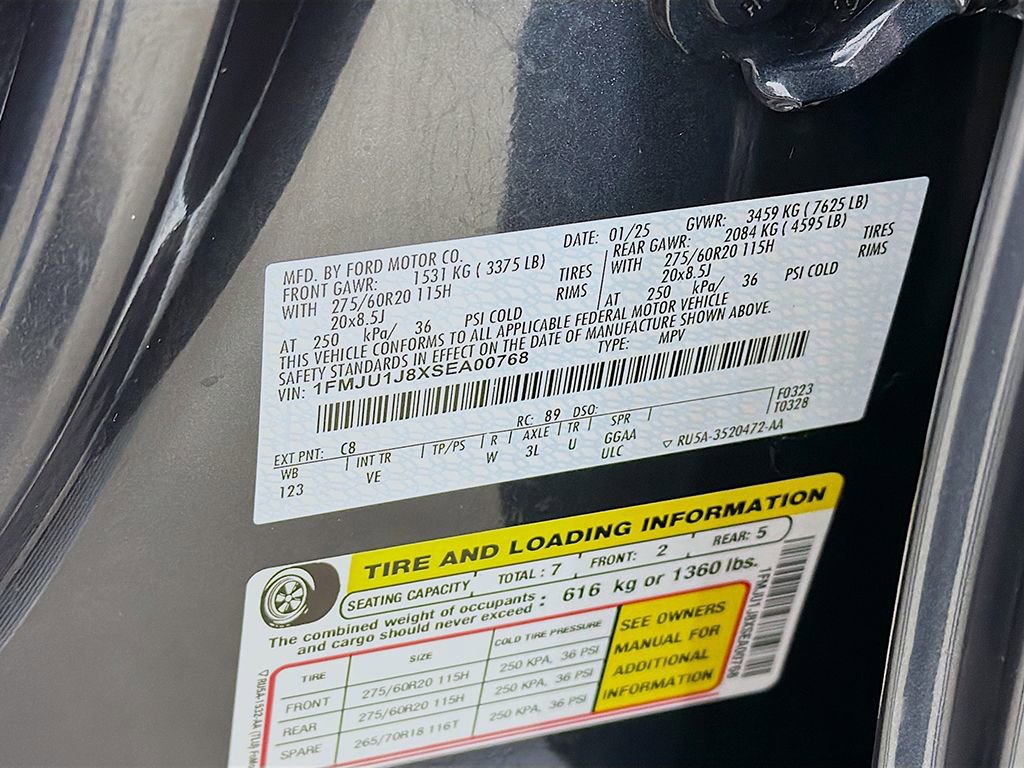 MFD. BY FORD MOTOR CO.
DATE: 01/25 GVWR: 3459 KG ( 7625 LB)
FRONT GAWR: 1531 KG ( 3375 LB)
REAR GAWR: 2084 KG ( 4595 LB)
WITH 275/60R20 115H TIRES
WITH 275/60R20 115H TIRES
20x8.5J RIMS
20x8.5J RIMS
AT 250 kPa/ 36 PSI COLD
AT 250 kPa/ 36 PSI COLD
THIS VEHICLE CONFORMS TO ALL APPLICABLE FEDERAL MOTOR VEHICLE
SAFETY STANDARDS IN EFFECT ON THE DATE OF MANUFACTURE SHOWN ABOVE.
VIN: 1FMJU1J8XSEA00768 TYPE: MPV
F0323
T0328
EXT PNT: C8 RC: 89 DSO:
WB INT TR TP/PS R AXLE TR SPR
123 VE W 3L U GGAA
ULC
▽ RU5A-3520472-AA
TIRE AND LOADING INFORMATION
SEATING CAPACITY TOTAL : 7 FRONT: 2 REAR: 5
The combined weight of occupants
and cargo should never exceed : 616 kg or 1360 lbs.
TIRE SIZE COLD TIRE PRESSURE
FRONT 275/60R20 115H 250 KPA, 36 PSI
REAR 275/60R20 115H 250 KPA, 36 PSI
SPARE 265/70R18 116T 250 KPA, 36 PSI
SEE OWNERS
MANUAL FOR
ADDITIONAL
INFORMATION
1FMJU1J8XSEA00768